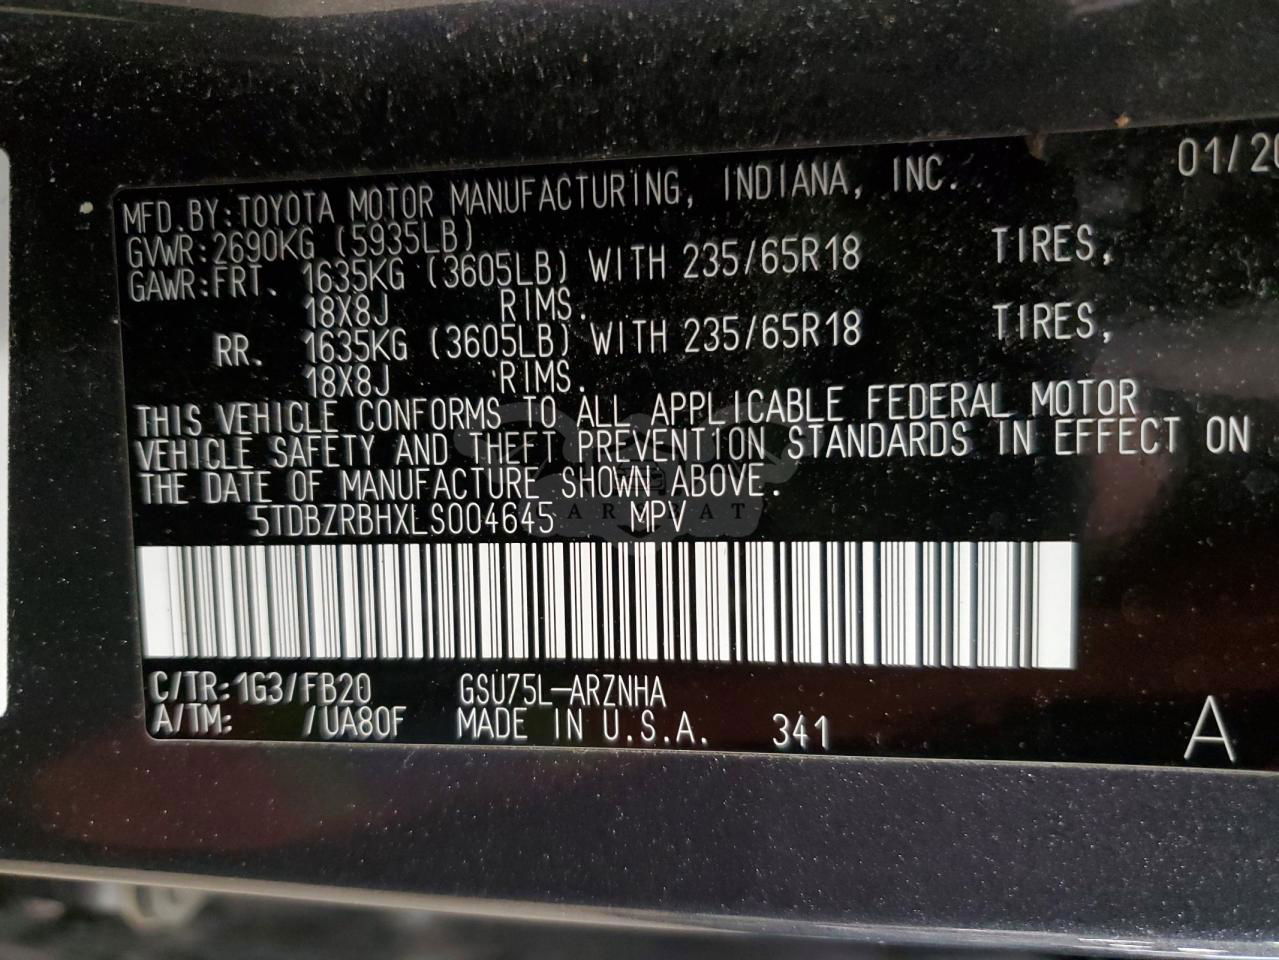 01/20
MFD.BY:TOYOTA MOTOR MANUFACTURING, INDIANA, INC.
GVWR:2690KG (5935LB)
GAWR:FRT. 1635KG (3605LB) WITH 235/65R18 TIRES,
18X8J RIMS.
RR. 1635KG (3605LB) WITH 235/65R18 TIRES,
18X8J RIMS.
THIS VEHICLE CONFORMS TO ALL APPLICABLE FEDERAL MOTOR
VEHICLE SAFETY AND THEFT PREVENTION STANDARDS IN EFFECT ON
THE DATE OF MANUFACTURE SHOWN ABOVE.
5TDBZRBHXLS004645 MPV
C/TR:1G3/FB20 GSU75L-ARZNHA
A/TM: /UA80F MADE IN U.S.A. 341 A